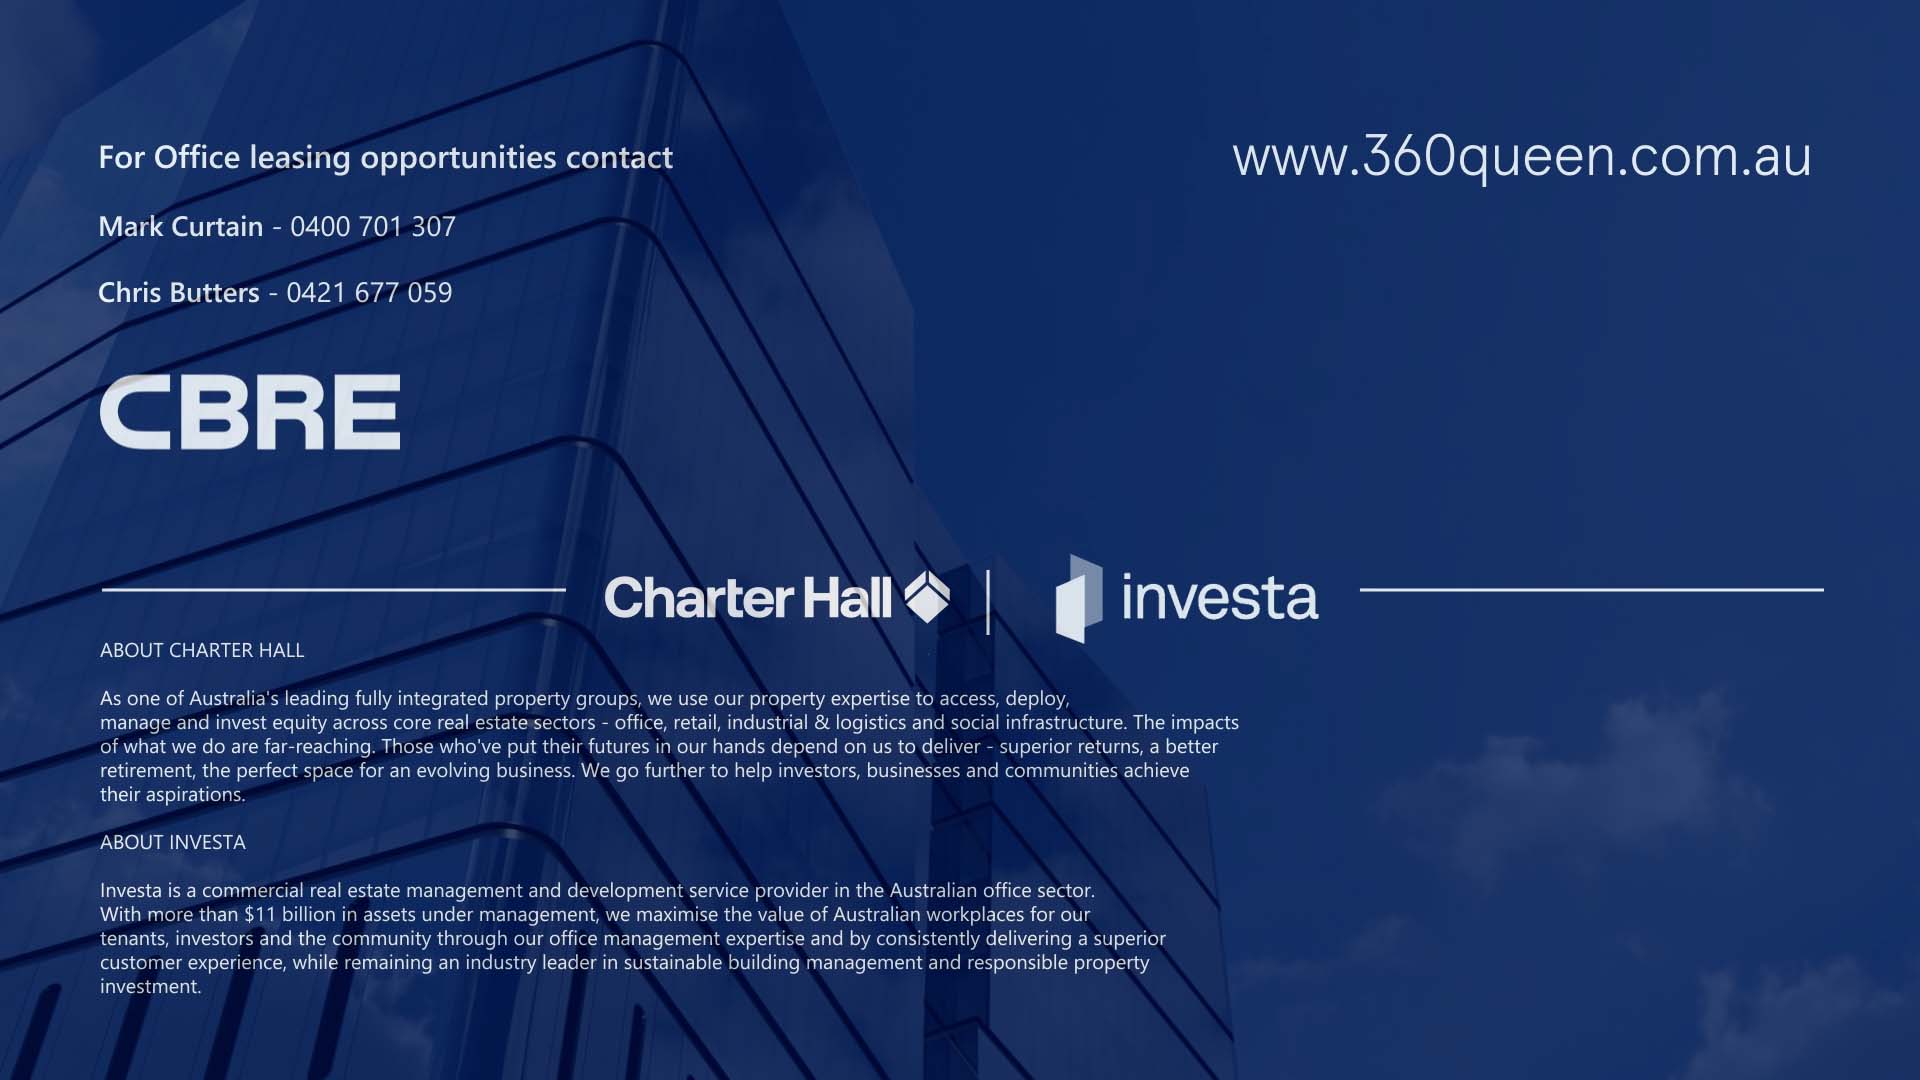 For Office leasing opportunities contact
www.360queen.com.au
Mark Curtain - 0400 701 307
Chris Butters - 0421 677 059
CBRE
Charter Hall | investa
ABOUT CHARTER HALL
As one of Australia's leading fully integrated property groups, we use our property expertise to access, deploy,
manage and invest equity across core real estate sectors - office, retail, industrial & logistics and social infrastructure. The impacts
of what we do are far-reaching. Those who've put their futures in our hands depend on us to deliver - superior returns, a better
retirement, the perfect space for an evolving business. We go further to help investors, businesses and communities achieve
their aspirations.
ABOUT INVESTA
Investa is a commercial real estate management and development service provider in the Australian office sector.
With more than $11 billion in assets under management, we maximise the value of Australian workplaces for our
tenants, investors and the community through our office management expertise and by consistently delivering a superior
customer experience, while remaining an industry leader in sustainable building management and responsible property
investment.